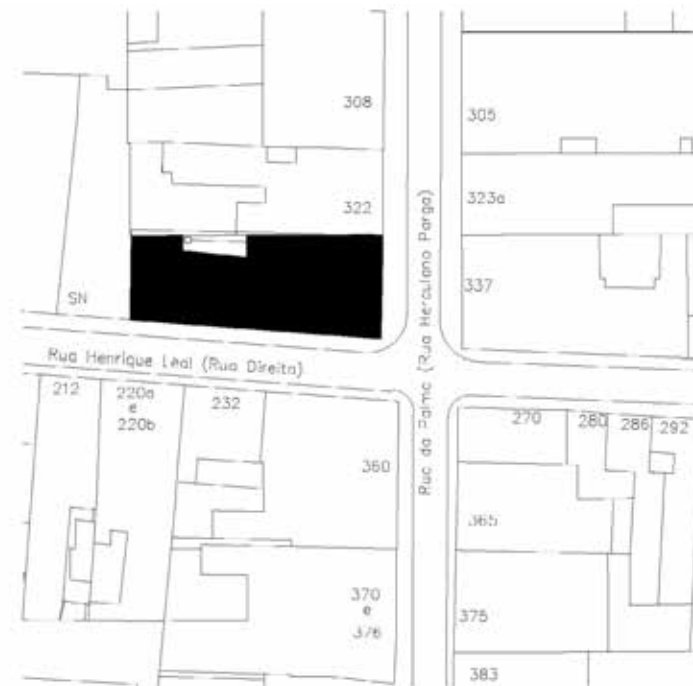 308
305
322
323a
Rua da Palma (Rua Herculano Parga)
337
SN
Rua Henrique Leal (Rua Direita)
212
220a
e
220b
232
270
280
286
292
360
365
370
e
376
375
383